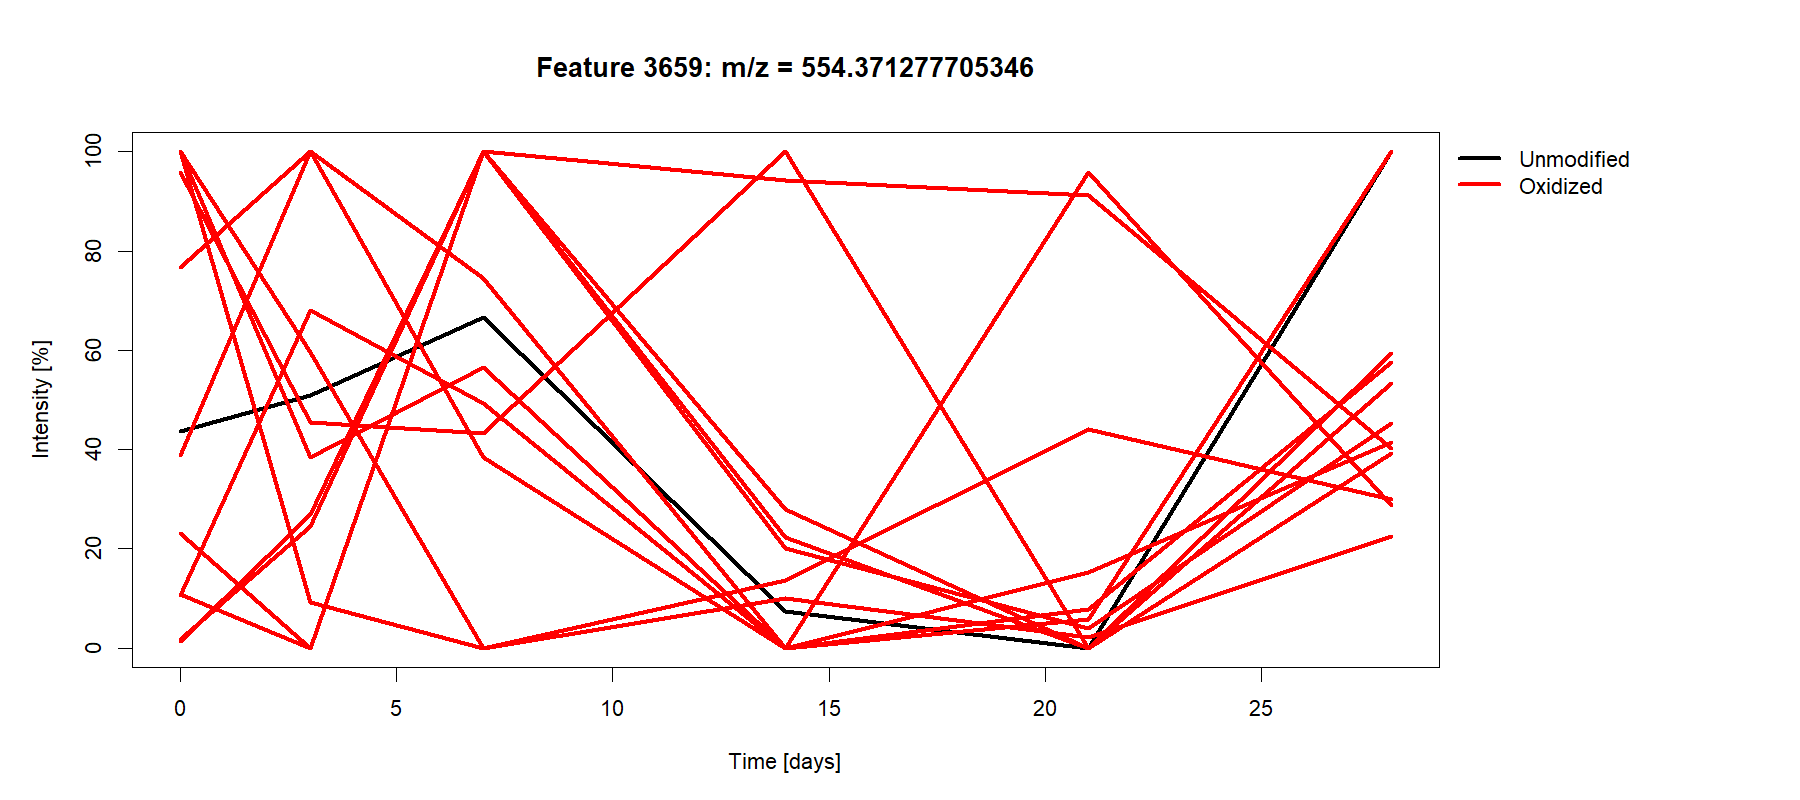 Feature 3659: m/z = 554.371277705346
Unmodified
Oxidized
Intensity [%]
100
80
60
40
20
0
0 5 10 15 20 25
Time [days]